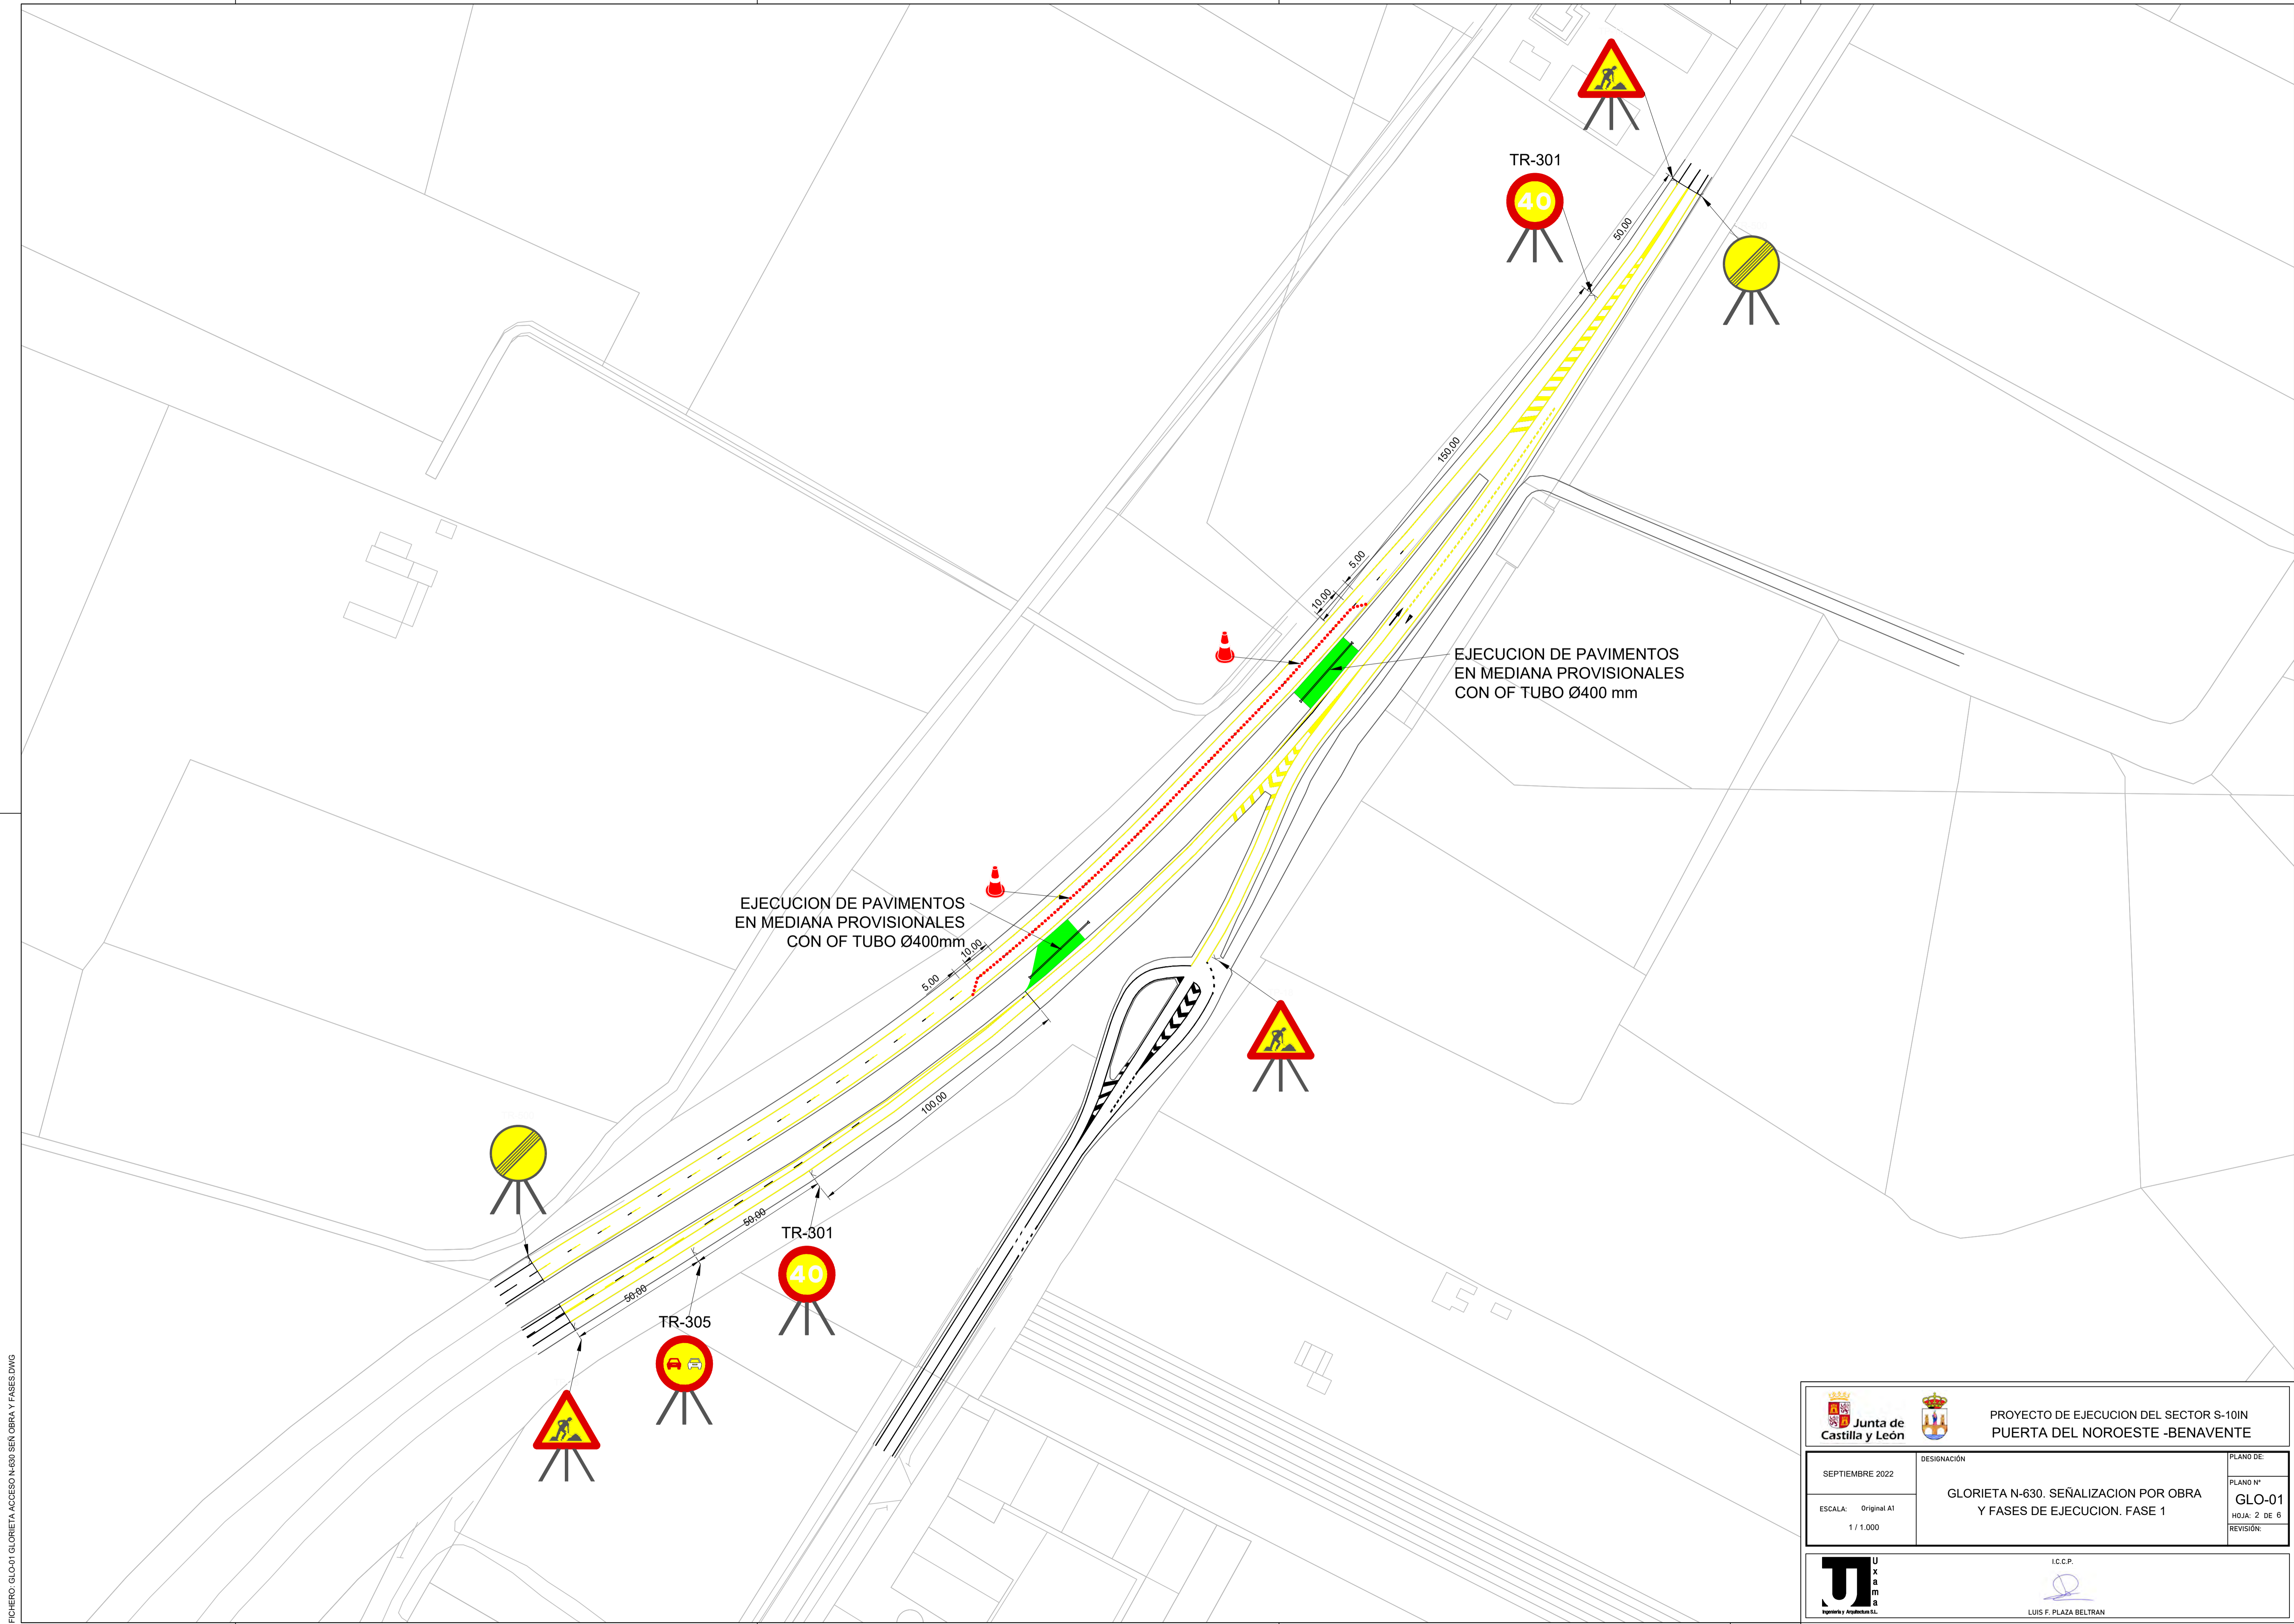 TR-301
40
50,00
150,00
5,00
10,00
EJECUCION DE PAVIMENTOS
EN MEDIANA PROVISIONALES
CON OF TUBO Ø400 mm
EJECUCION DE PAVIMENTOS
EN MEDIANA PROVISIONALES
CON OF TUBO Ø400mm
10,00
5,00
100,00
50,00
TR-301
40
50,00
TR-305
FICHERO: GLO-01 GLORIETA ACCESO N-630 SEÑ OBRA Y FASES.DWG
Junta de
Castilla y León
PROYECTO DE EJECUCION DEL SECTOR S-10IN
PUERTA DEL NOROESTE -BENAVENTE
SEPTIEMBRE 2022
ESCALA: Original A1
1 / 1.000
DESIGNACIÓN
GLORIETA N-630. SEÑALIZACION POR OBRA
Y FASES DE EJECUCION. FASE 1
PLANO DE:
PLANO Nº
GLO-01
HOJA: 2 DE 6
REVISIÓN:
Uxama
Ingeniería y Arquitectura S.L.
I.C.C.P.
LUIS F. PLAZA BELTRAN